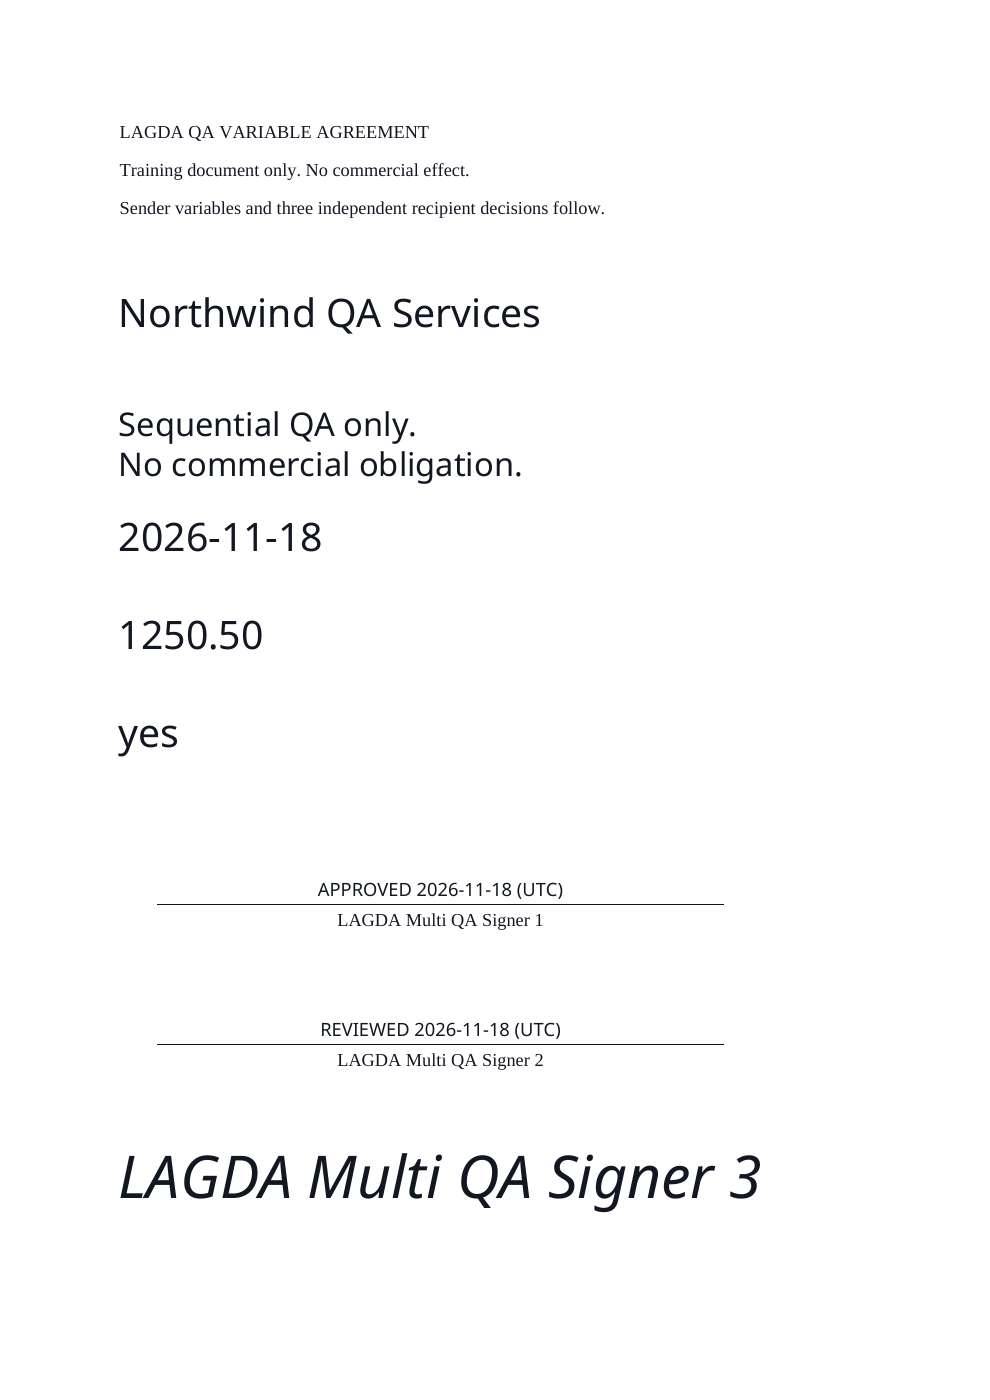 LAGDA QA VARIABLE AGREEMENT
Training document only. No commercial effect.
Sender variables and three independent recipient decisions follow.
Northwind QA Services
Sequential QA only.
No commercial obligation.
2026-11-18
1250.50
yes
APPROVED 2026-11-18 (UTC)
LAGDA Multi QA Signer 1
REVIEWED 2026-11-18 (UTC)
LAGDA Multi QA Signer 2
LAGDA Multi QA Signer 3